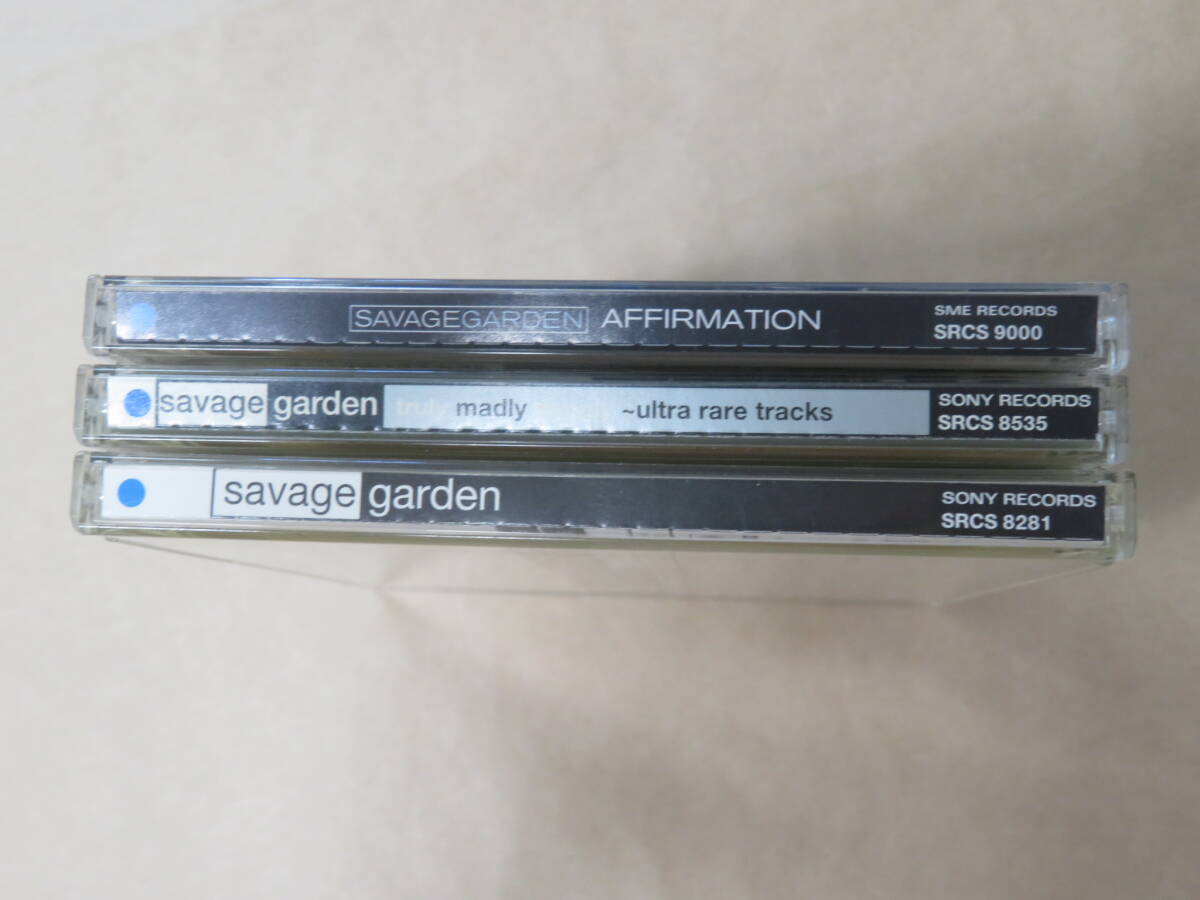 SAVAGEGARDEN AFFIRMATION
SME RECORDS
SRCS 9000
savage garden truly madly ~ultra rare tracks
SONY RECORDS
SRCS 8535
savage garden
SONY RECORDS
SRCS 8281